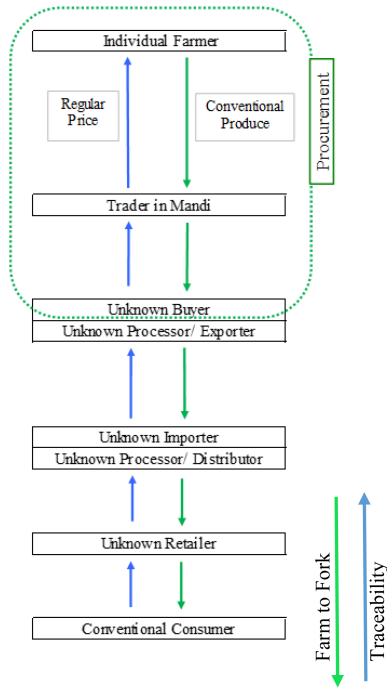 Individual Farmer
Regular
Price
Conventional
Produce
Procurement
Trader in Mandi
Unknown Buyer
Unknown Processor/ Exporter
Unknown Importer
Unknown Processor/ Distributor
Unknown Retailer
Conventional Consumer
Farm to Fork
Traceability